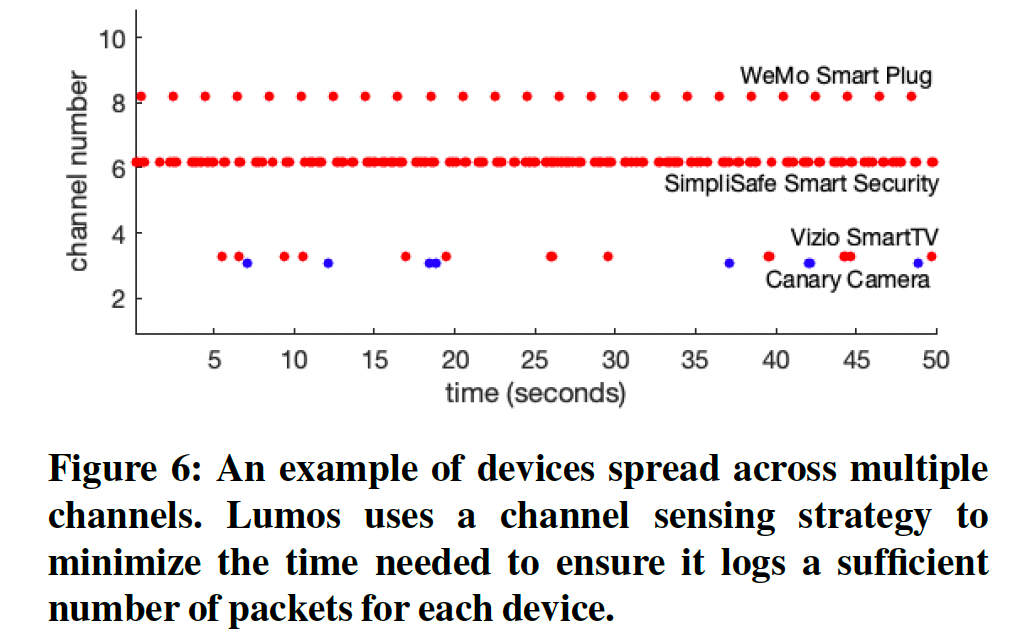 10
8
6
4
2
channel number
WeMo Smart Plug
SimpliSafe Smart Security
Vizio SmartTV
Canary Camera
5 10 15 20 25 30 35 40 45 50
time (seconds)
Figure 6: An example of devices spread across multiple
channels. Lumos uses a channel sensing strategy to
minimize the time needed to ensure it logs a sufficient
number of packets for each device.